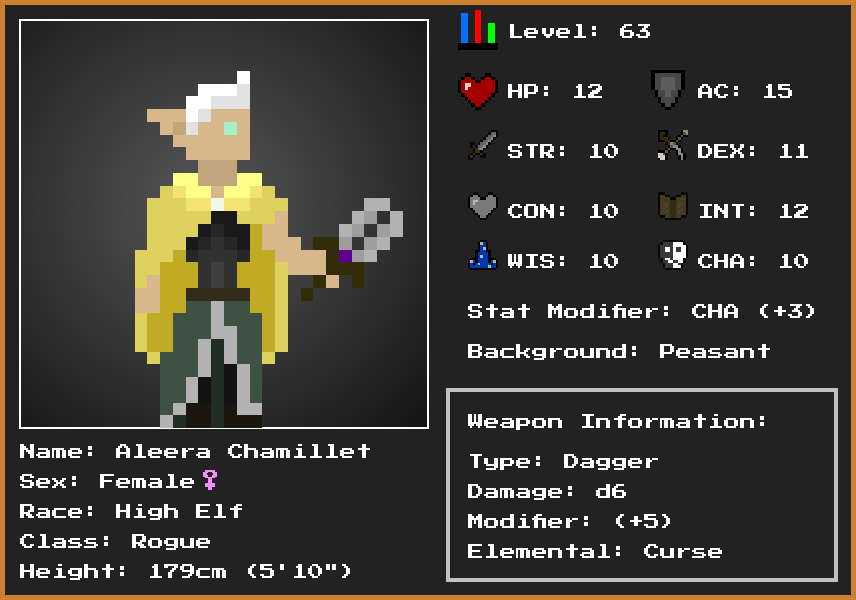 Level: 63
HP: 12
AC: 15
STR: 10
DEX: 11
CON: 10
INT: 12
WIS: 10
CHA: 10
Stat Modifier: CHA (+3)
Background: Peasant
Weapon Information:
Type: Dagger
Damage: d6
Modifier: (+5)
Elemental: Curse
Name: Aleera Chamillet
Sex: Female♀
Race: High Elf
Class: Rogue
Height: 179cm (5'10")